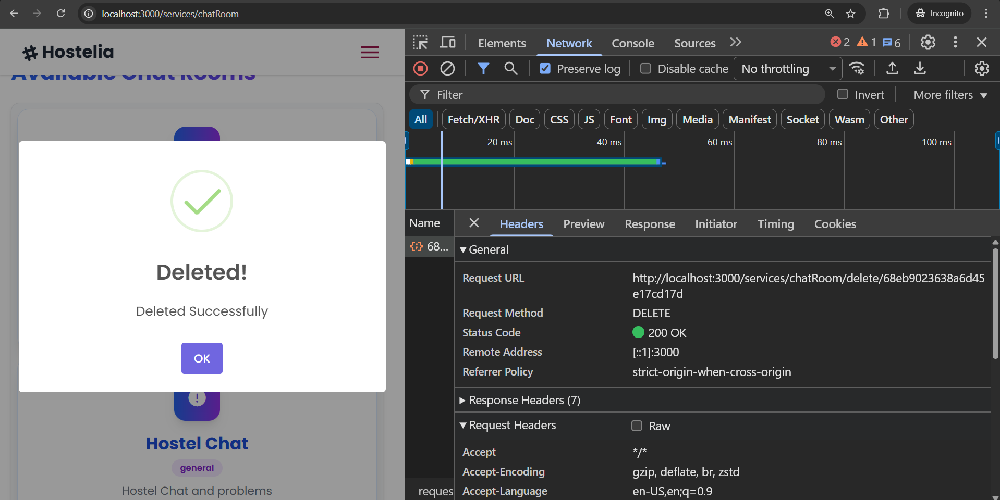 localhost:3000/services/chatRoom
Incognito
Hostelia
Available Chat Rooms
Deleted!
Deleted Successfully
OK
Hostel Chat
general
Hostel Chat and problems
Elements Network Console Sources 2 1 6
Preserve log Disable cache No throttling
Filter Invert More filters
All Fetch/XHR Doc CSS JS Font Img Media Manifest Socket Wasm Other
20 ms 40 ms 60 ms 80 ms 100 ms
Name Headers Preview Response Initiator Timing Cookies
68...
General
Request URL http://localhost:3000/services/chatRoom/delete/68eb9023638a6d45
e17cd17d
Request Method DELETE
Status Code 200 OK
Remote Address [::1]:3000
Referrer Policy strict-origin-when-cross-origin
Response Headers (7)
Request Headers Raw
Accept */*
Accept-Encoding gzip, deflate, br, zstd
Accept-Language en-US,en;q=0.9